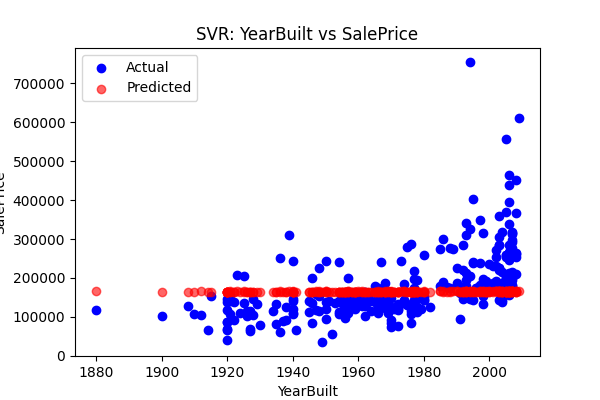 SVR: YearBuilt vs SalePrice
Actual
Predicted
700000
600000
500000
400000
300000
200000
100000
0
SalePrice
1880 1900 1920 1940 1960 1980 2000
YearBuilt